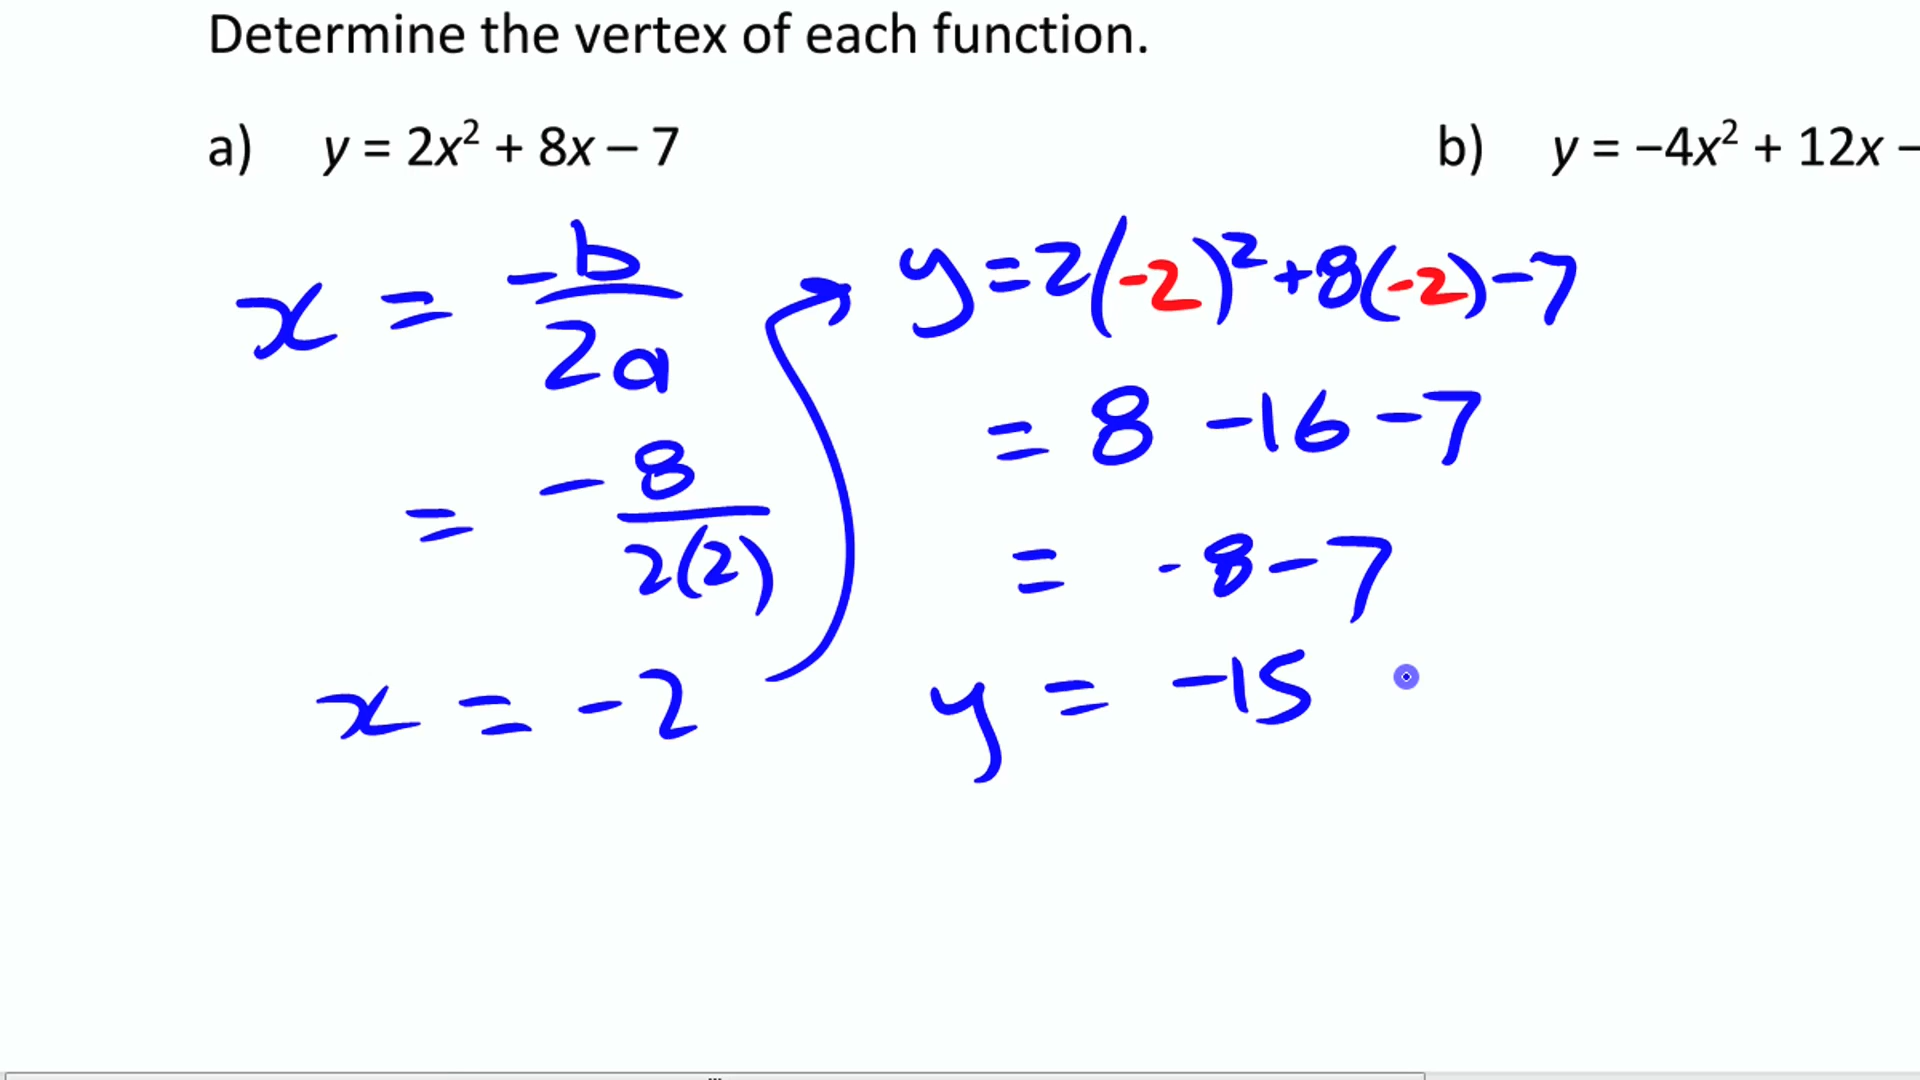 Determine the vertex of each function.
a) y = 2x² + 8x – 7
b) y = –4x² + 12x –
x = -b/2a
= -8/2(2)
x = -2
y = 2(-2)² + 8(-2) - 7
= 8 - 16 - 7
= -8 - 7
y = -15